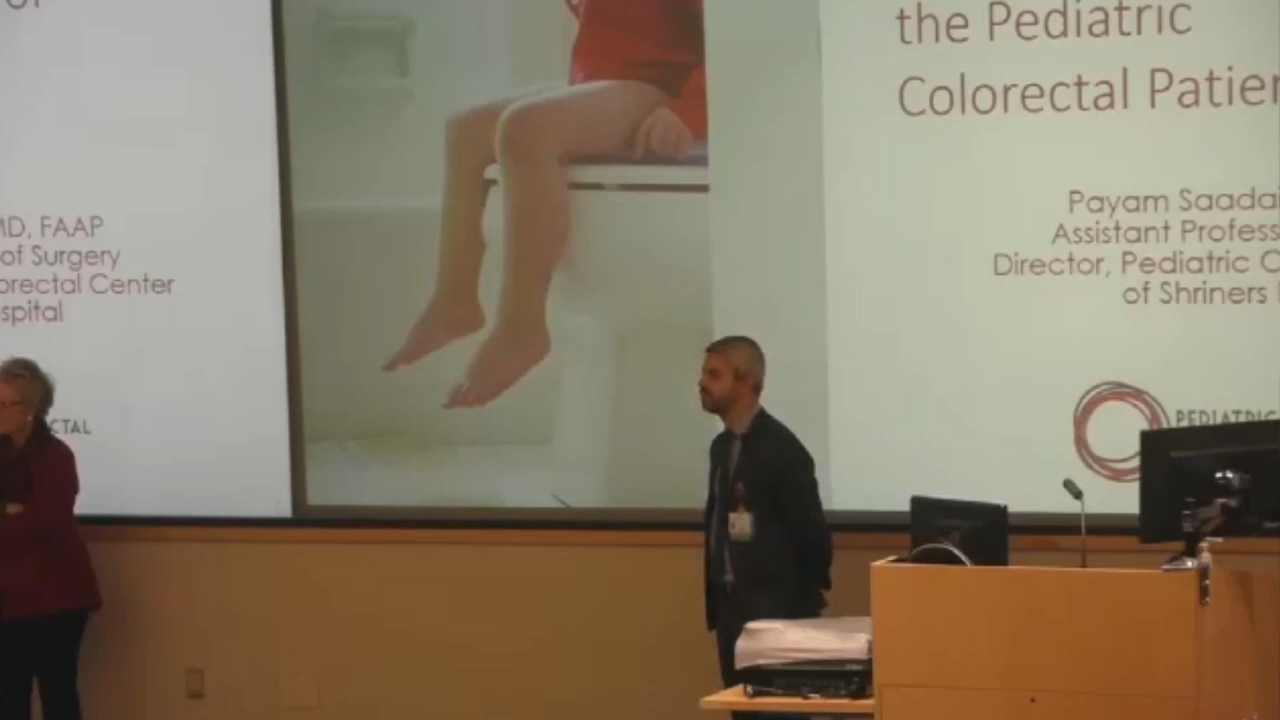 MD, FAAP
of Surgery
orectal Center
spital
CTAL
the Pediatric
Colorectal Patien
Payam Saada
Assistant Profess
Director, Pediatric C
of Shriners
PEDIATRIC